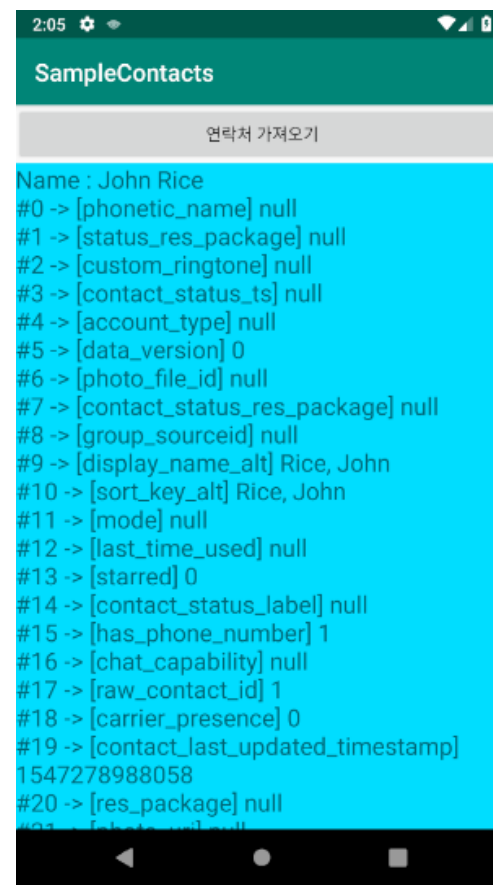 2:05
SampleContacts
연락처 가져오기
Name : John Rice
#0 -> [phonetic_name] null
#1 -> [status_res_package] null
#2 -> [custom_ringtone] null
#3 -> [contact_status_ts] null
#4 -> [account_type] null
#5 -> [data_version] 0
#6 -> [photo_file_id] null
#7 -> [contact_status_res_package] null
#8 -> [group_sourceid] null
#9 -> [display_name_alt] Rice, John
#10 -> [sort_key_alt] Rice, John
#11 -> [mode] null
#12 -> [last_time_used] null
#13 -> [starred] 0
#14 -> [contact_status_label] null
#15 -> [has_phone_number] 1
#16 -> [chat_capability] null
#17 -> [raw_contact_id] 1
#18 -> [carrier_presence] 0
#19 -> [contact_last_updated_timestamp]
1547278988058
#20 -> [res_package] null
#21 -> [photo_uri] null